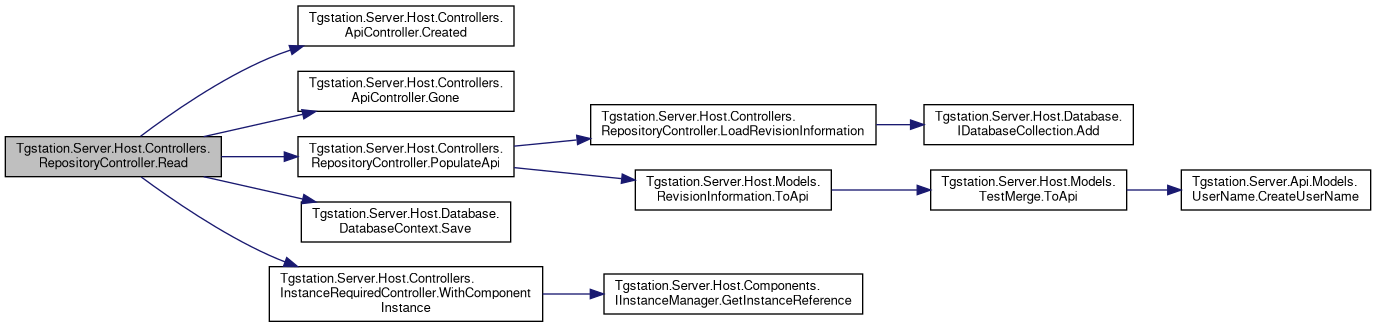 Tgstation.Server.Host.Controllers.
RepositoryController.Read
Tgstation.Server.Host.Controllers.
ApiController.Created
Tgstation.Server.Host.Controllers.
ApiController.Gone
Tgstation.Server.Host.Controllers.
RepositoryController.PopulateApi
Tgstation.Server.Host.Database.
DatabaseContext.Save
Tgstation.Server.Host.Controllers.
InstanceRequiredController.WithComponent
Instance
Tgstation.Server.Host.Controllers.
RepositoryController.LoadRevisionInformation
Tgstation.Server.Host.Models.
RevisionInformation.ToApi
Tgstation.Server.Host.Components.
IInstanceManager.GetInstanceReference
Tgstation.Server.Host.Database.
IDatabaseCollection.Add
Tgstation.Server.Host.Models.
TestMerge.ToApi
Tgstation.Server.Api.Models.
UserName.CreateUserName